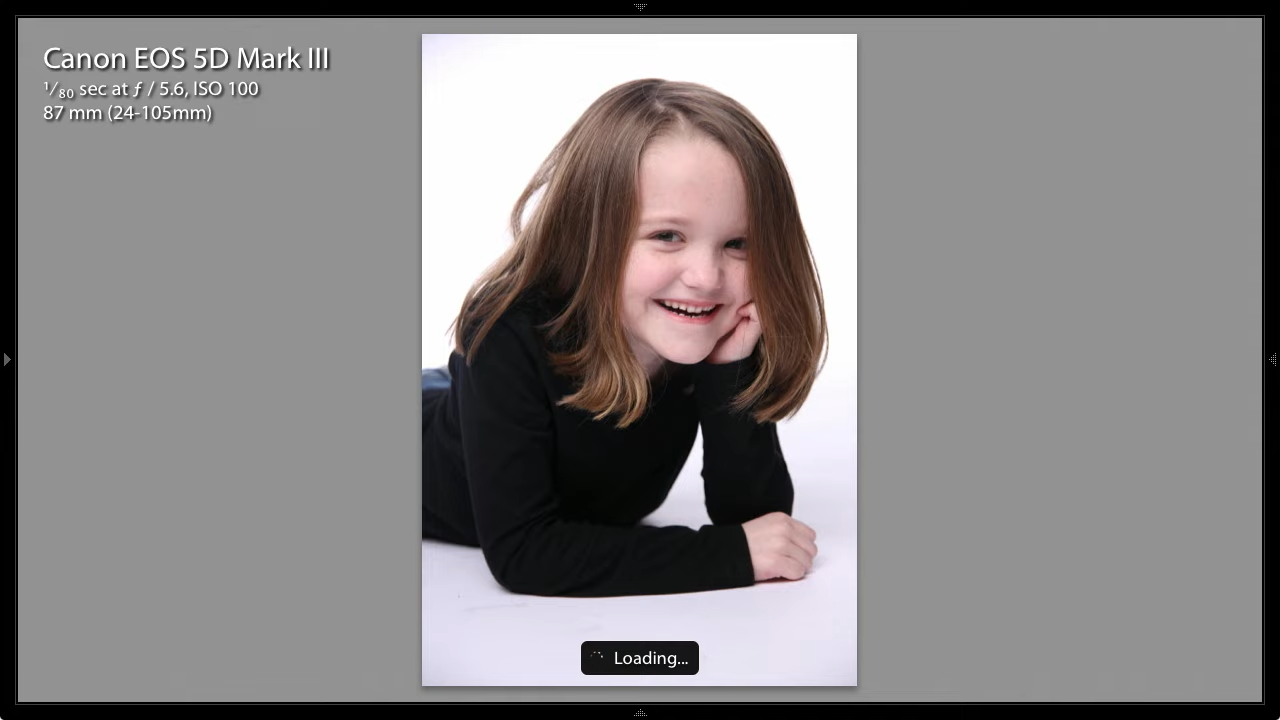 Canon EOS 5D Mark III
1/80 sec at ƒ / 5.6, ISO 100
87 mm (24-105mm)
Loading...